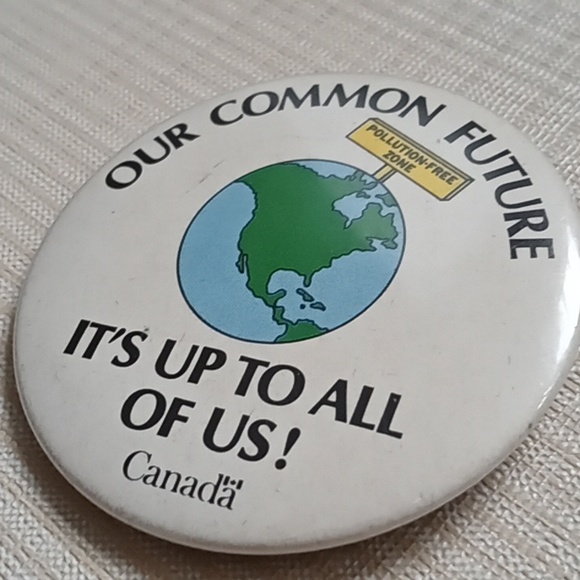 OUR COMMON FUTURE
POLLUTION-FREE
ZONE
IT'S UP TO ALL
OF US!
Canada